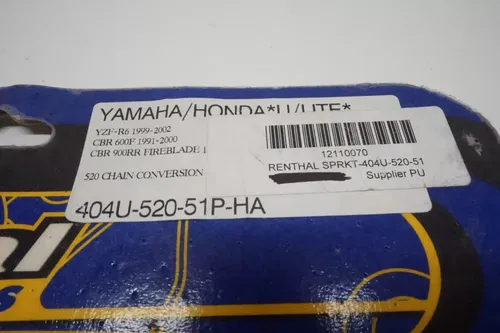 YAMAHA/HONDA*U/LITE*
YZF-R6 1999-2002
CBR 600F 1991-2000
CBR 900RR FIREBLADE 1
520 CHAIN CONVERSION
404U-520-51P-HA
12110070
RENTHAL SPRKT-404U-520-51
Supplier PU